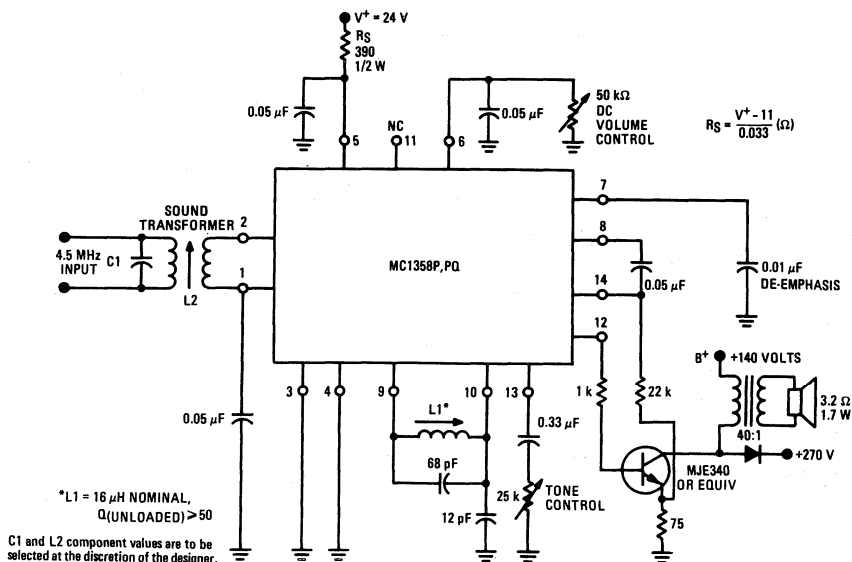 V+ = 24 V
RS
390
1/2 W
0.05 µF
5
NC
11
6
0.05 µF
50 kΩ
DC
VOLUME
CONTROL
RS = V+ - 11 / 0.033 (Ω)
SOUND
TRANSFORMER
2
4.5 MHz
INPUT
C1
L2
1
MC1358P,PQ
7
8
0.05 µF
14
12
0.01 µF
DE-EMPHASIS
3
4
9
10
13
0.05 µF
L1*
68 pF
12 pF
0.33 µF
25 k
TONE
CONTROL
1 k
22 k
B+
+140 VOLTS
3.2 Ω
1.7 W
40:1
+270 V
MJE340
OR EQUIV
75
*L1 = 16 µH NOMINAL,
Q(UNLOADED) ⩾ 50
C1 and L2 component values are to be
selected at the discretion of the designer.